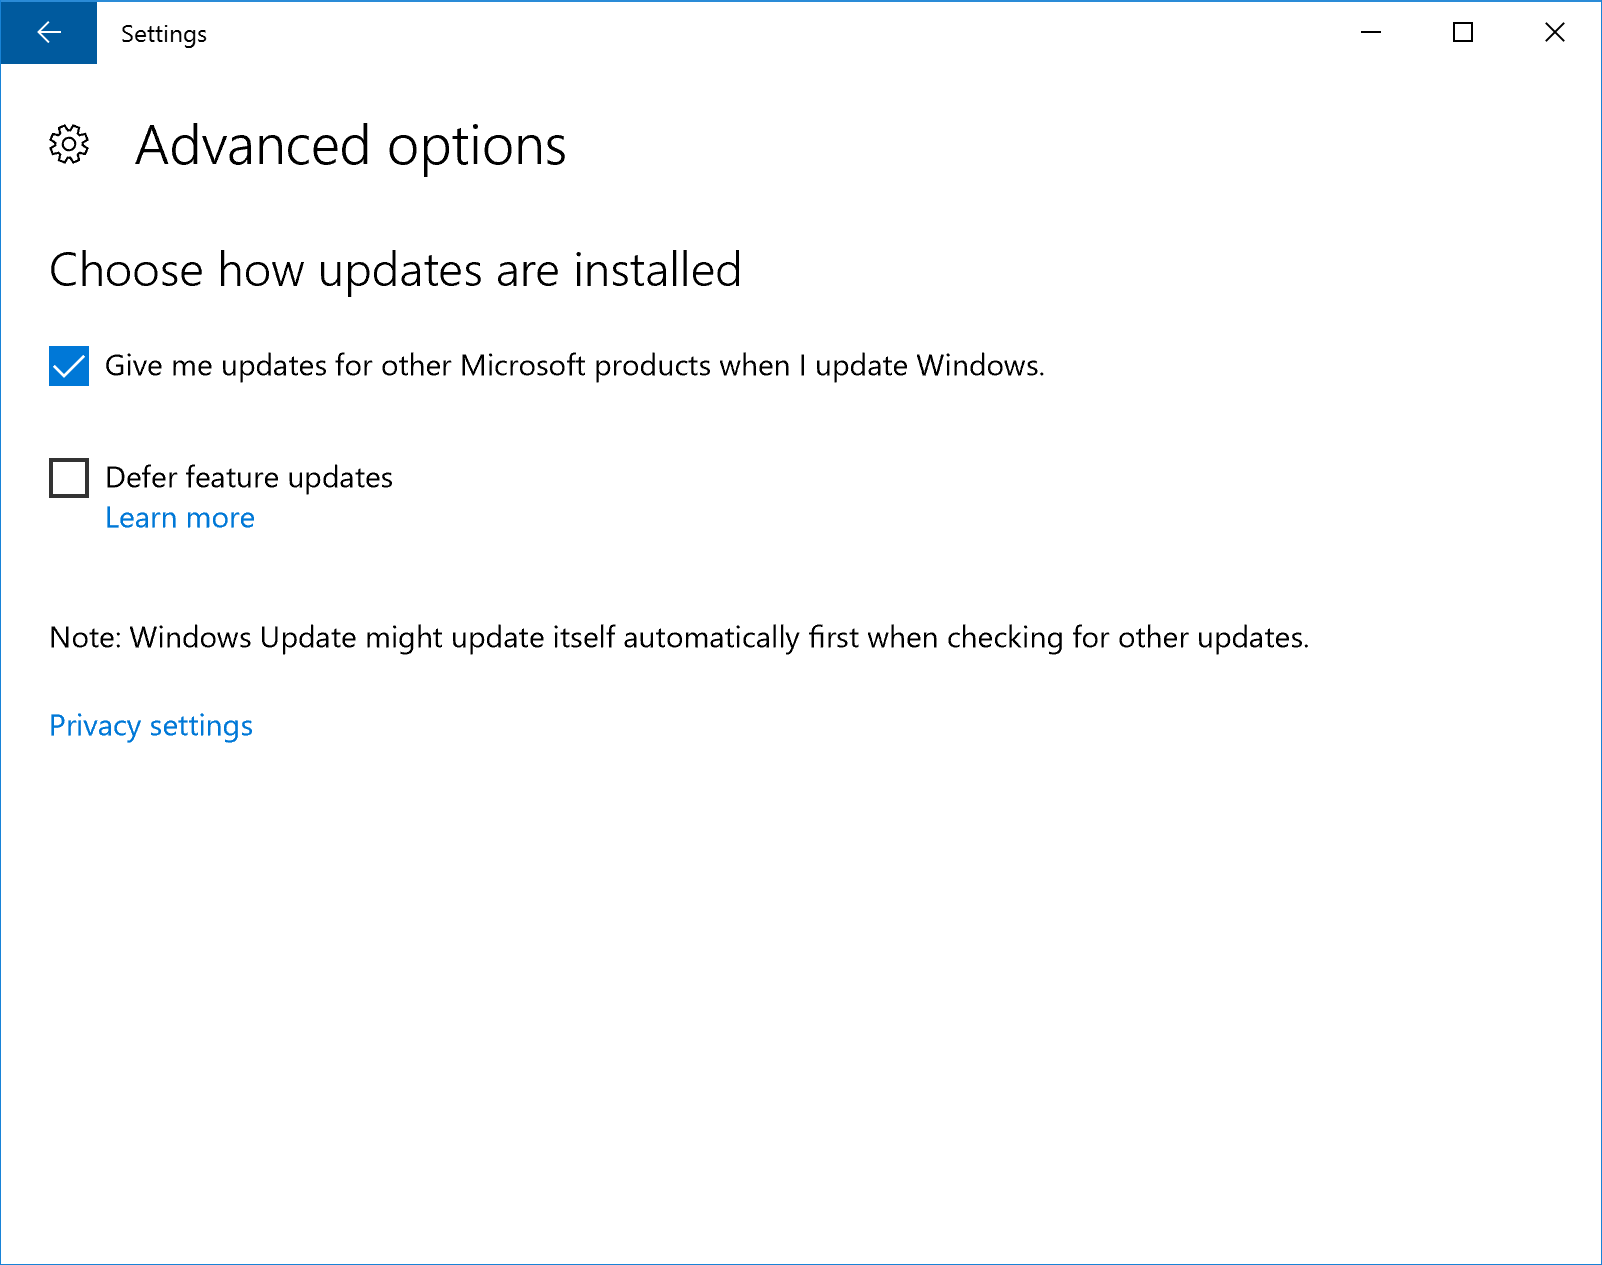 Settings
Advanced options
Choose how updates are installed
Give me updates for other Microsoft products when I update Windows.
Defer feature updates
Learn more
Note: Windows Update might update itself automatically first when checking for other updates.
Privacy settings